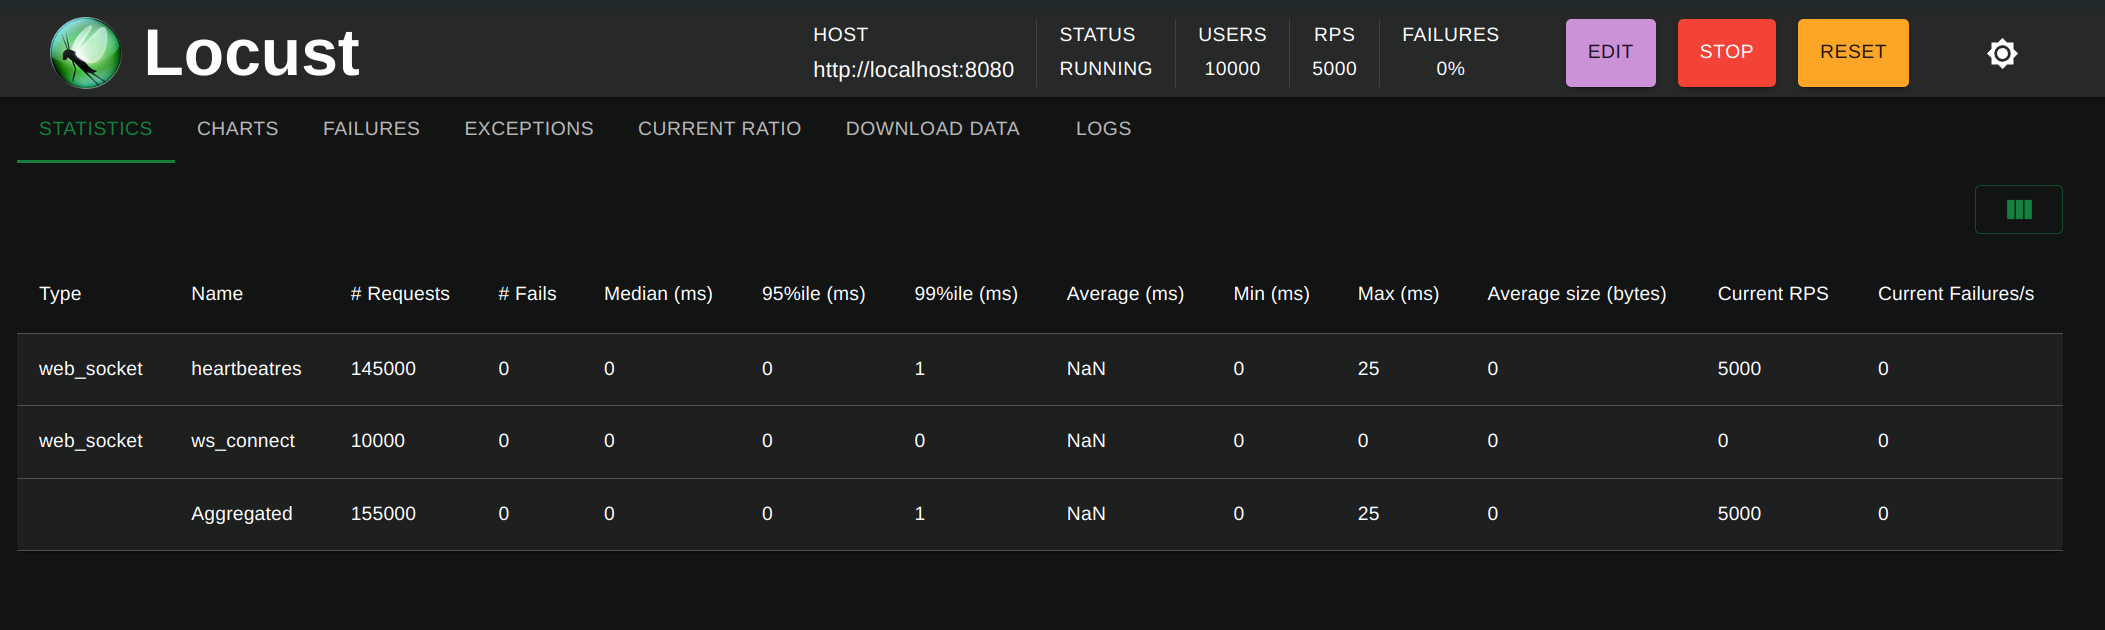 Locust
HOST
http://localhost:8080
STATUS
RUNNING
USERS
10000
RPS
5000
FAILURES
0%
EDIT
STOP
RESET
STATISTICS CHARTS FAILURES EXCEPTIONS CURRENT RATIO DOWNLOAD DATA LOGS
Type Name # Requests # Fails Median (ms) 95%ile (ms) 99%ile (ms) Average (ms) Min (ms) Max (ms) Average size (bytes) Current RPS Current Failures/s
web_socket heartbeatres 145000 0 0 0 1 NaN 0 25 0 5000 0
web_socket ws_connect 10000 0 0 0 0 NaN 0 0 0 0 0
Aggregated 155000 0 0 0 1 NaN 0 25 0 5000 0